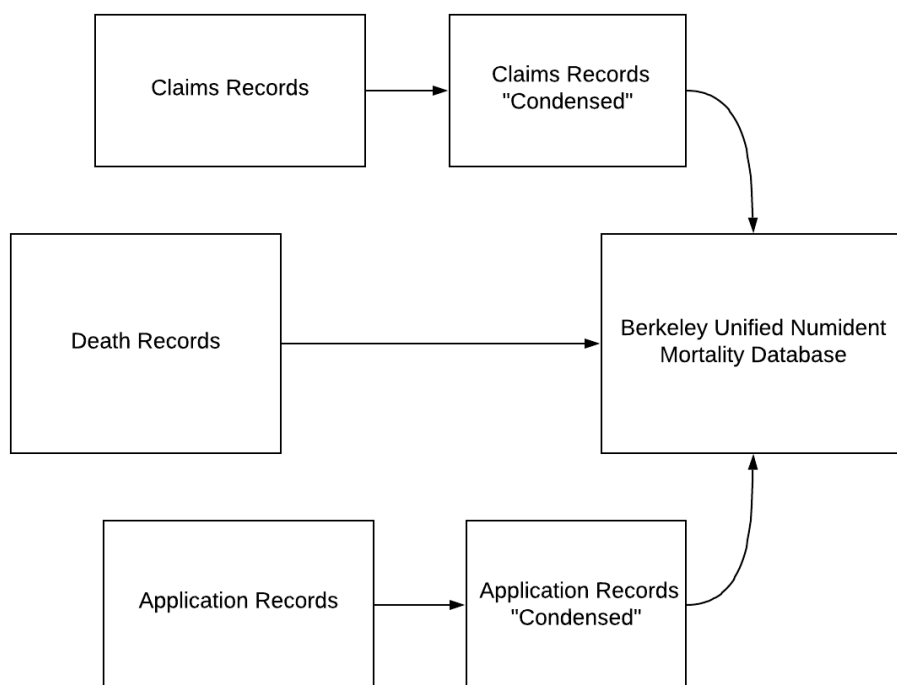 Claims Records
Claims Records
"Condensed"
Death Records
Berkeley Unified Numident
Mortality Database
Application Records
Application Records
"Condensed"